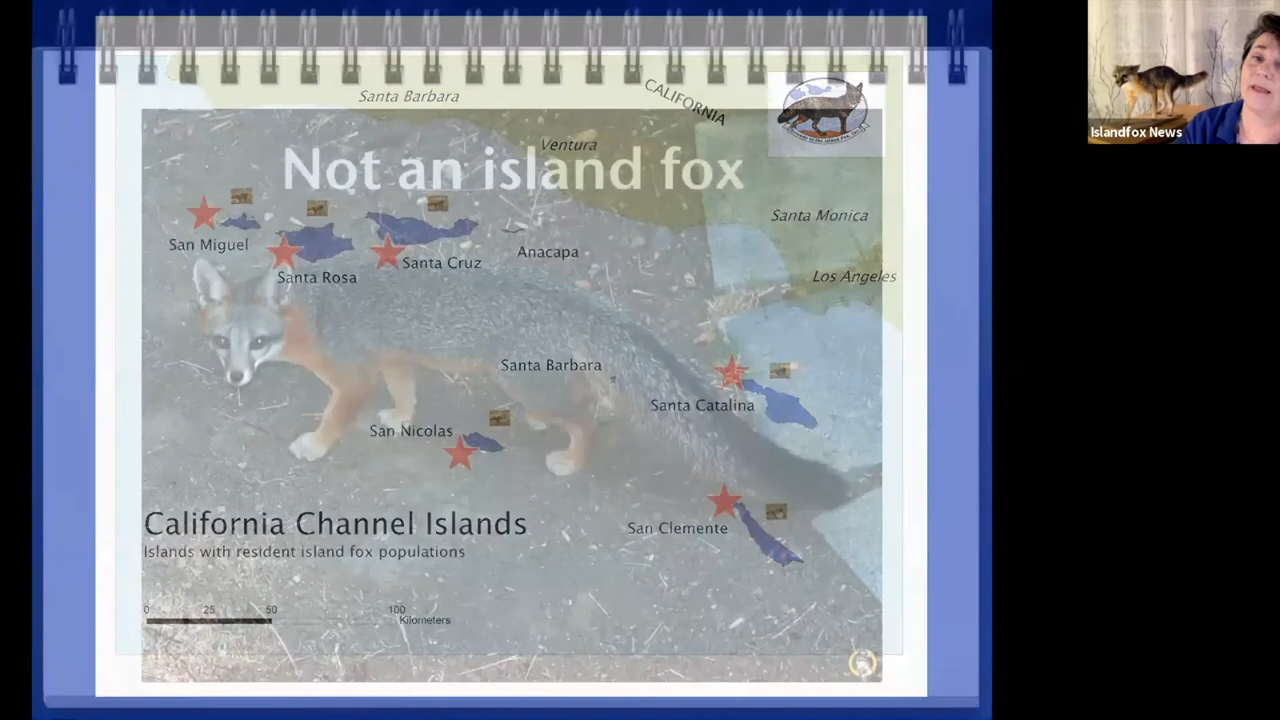 Santa Barbara
CALIFORNIA
Ventura
Not an island fox
Santa Monica
San Miguel
Santa Rosa
Santa Cruz
Anacapa
Los Angeles
Santa Barbara
Santa Catalina
San Nicolas
San Clemente
California Channel Islands
Islands with resident island fox populations
0 25 50 100
Kilometers
Islandfox News